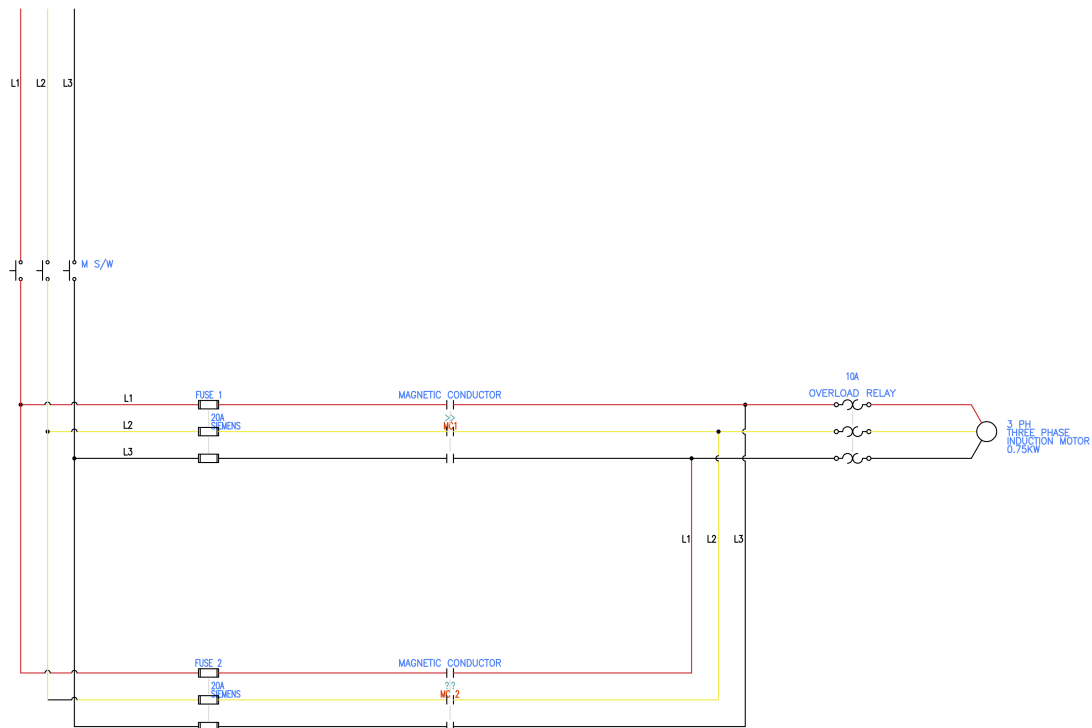 L1 L2 L3
M S/W
10A
OVERLOAD RELAY
L1 FUSE 1 MAGNETIC CONDUCTOR
20A
SIEMENS
??
MC1
L2
L3
3 PH
THREE PHASE
INDUCTION MOTOR
0.75KW
L1 L2 L3
FUSE 2 MAGNETIC CONDUCTOR
20A
SIEMENS
??
MC 2